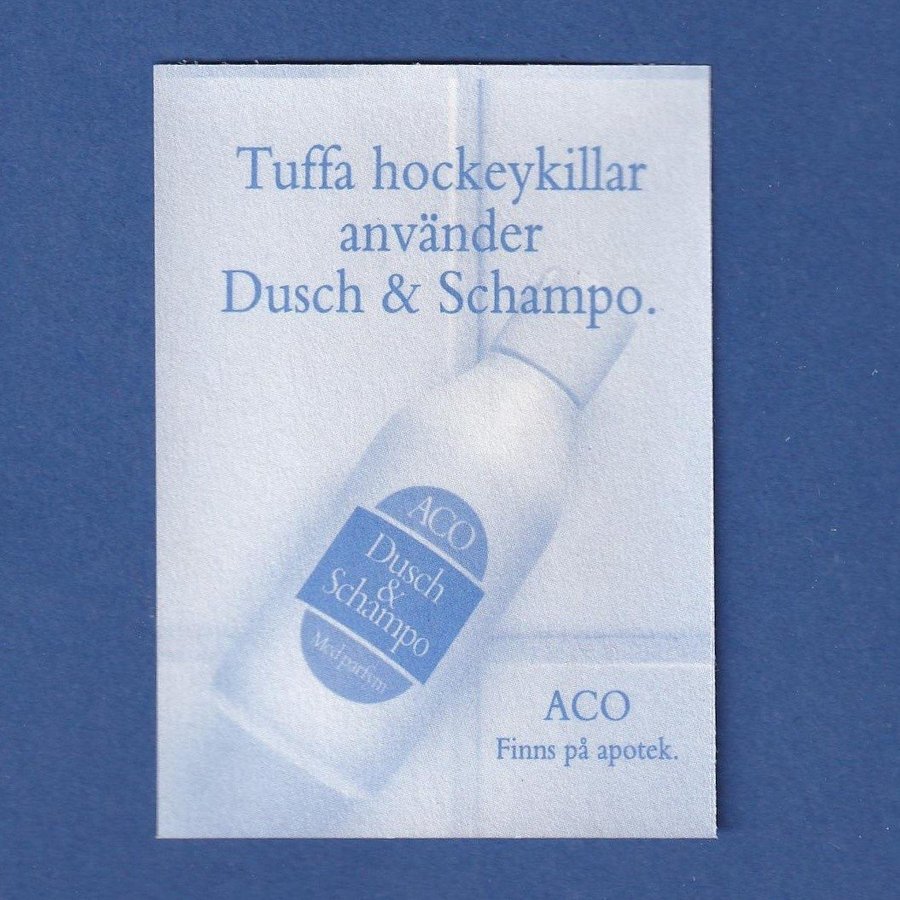 Tuffa hockeykillar
använder
Dusch & Schampo.
ACO
Dusch
&
Schampo
Med parfym
ACO
Finns på apotek.